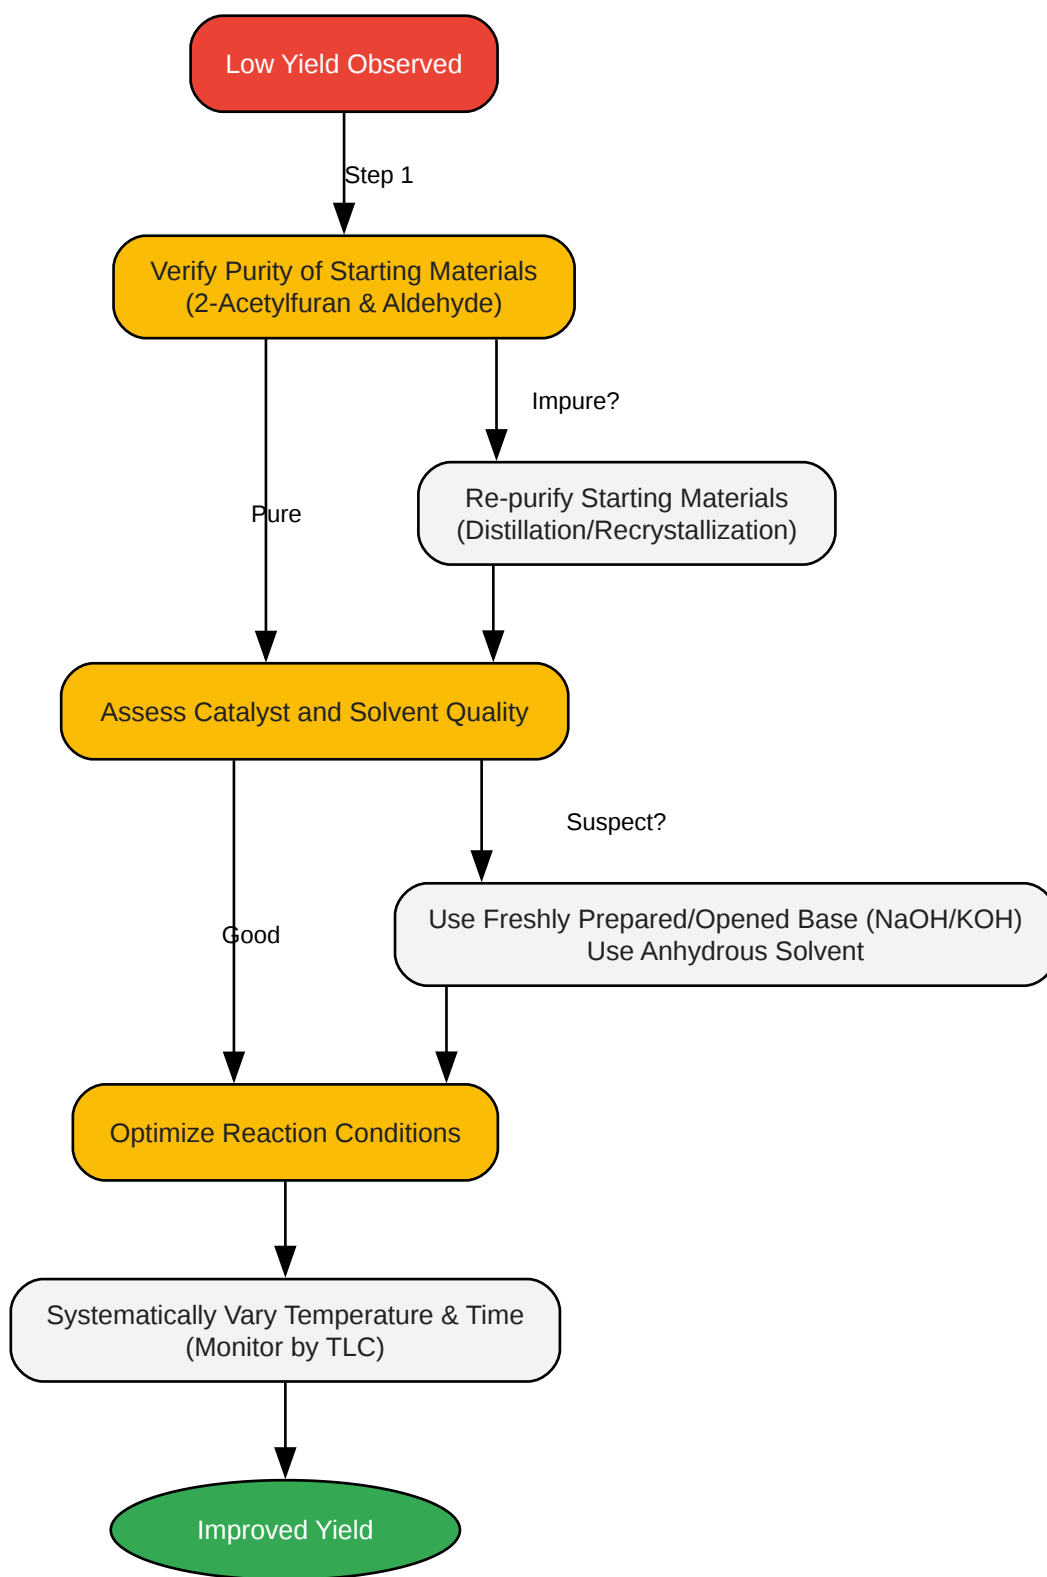 Low Yield Observed
Step 1
Verify Purity of Starting Materials
(2-Acetylfuran & Aldehyde)
Impure?
Re-purify Starting Materials
(Distillation/Recrystallization)
Pure
Assess Catalyst and Solvent Quality
Suspect?
Use Freshly Prepared/Opened Base (NaOH/KOH)
Use Anhydrous Solvent
Good
Optimize Reaction Conditions
Systematically Vary Temperature & Time
(Monitor by TLC)
Improved Yield